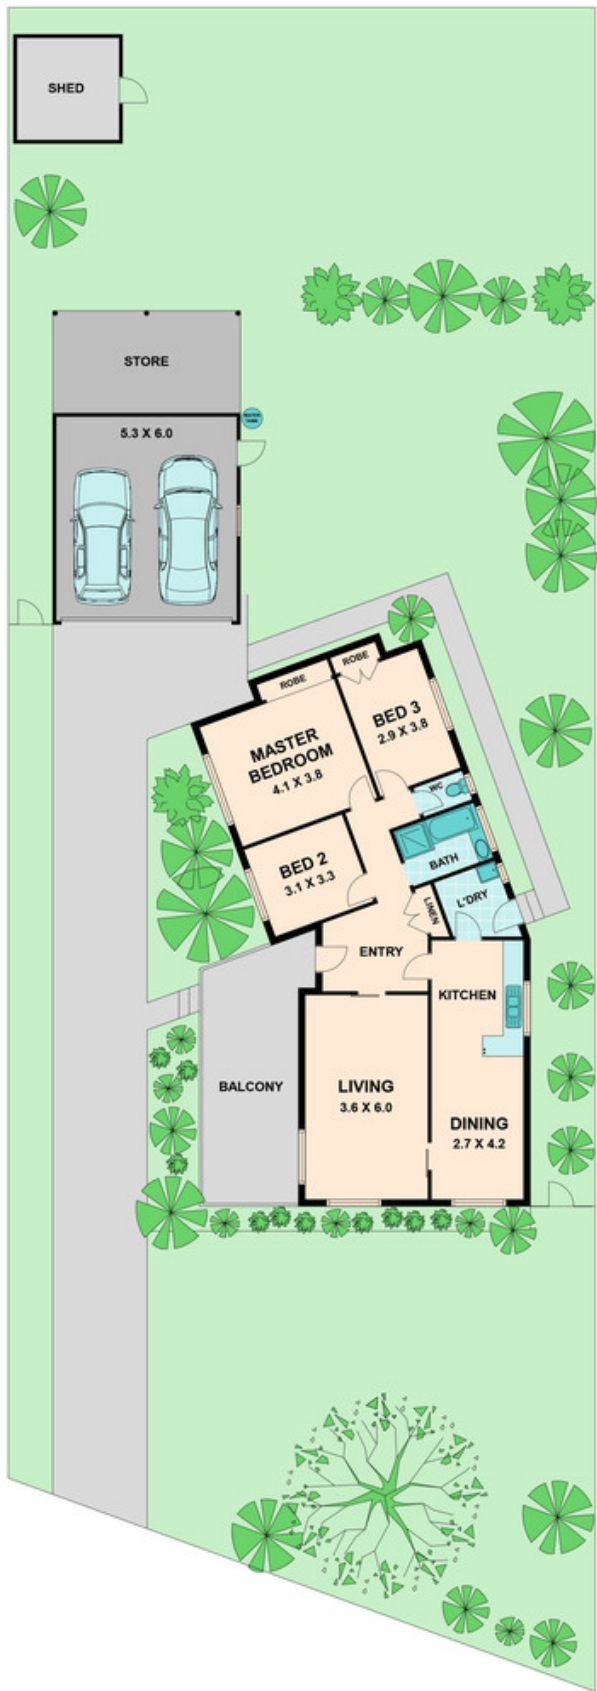 SHED
STORE
WATER
TANK
5.3 X 6.0
ROBE
ROBE
BED 3
2.9 X 3.8
MASTER
BEDROOM
4.1 X 3.8
WC
BED 2
3.1 X 3.3
BATH
L'DRY
LINEN
ENTRY
KITCHEN
BALCONY
LIVING
3.6 X 6.0
DINING
2.7 X 4.2